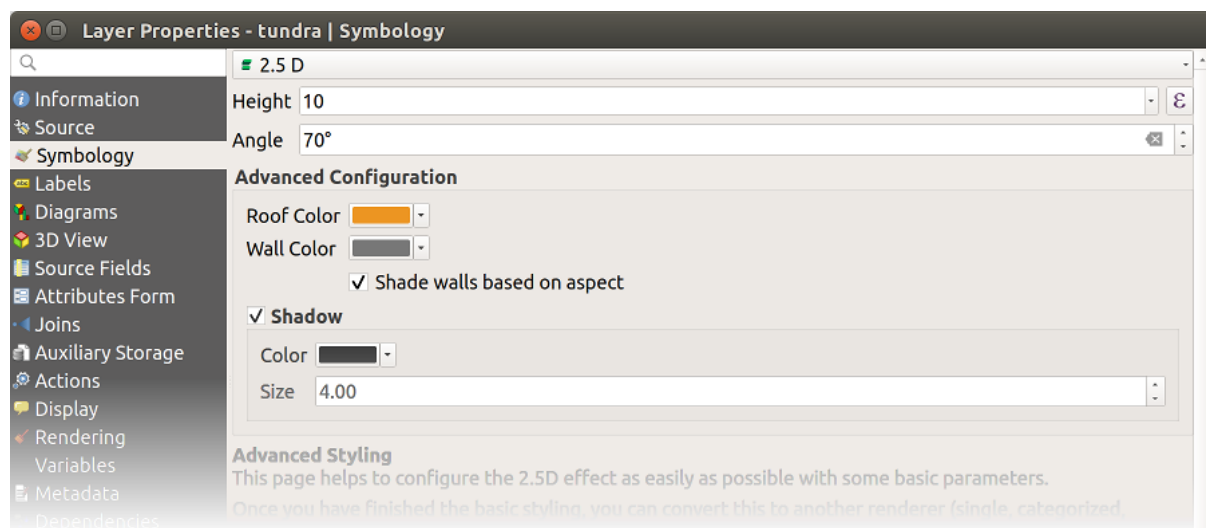 Layer Properties - tundra | Symbology
Information
Source
Symbology
Labels
Diagrams
3D View
Source Fields
Attributes Form
Joins
Auxiliary Storage
Actions
Display
Rendering
Variables
Metadata
Dependencies
2.5 D
Height 10 ε
Angle 70°
Advanced Configuration
Roof Color
Wall Color
Shade walls based on aspect
Shadow
Color
Size 4.00
Advanced Styling
This page helps to configure the 2.5D effect as easily as possible with some basic parameters.
Once you have finished the basic styling, you can convert this to another renderer (single, categorized,